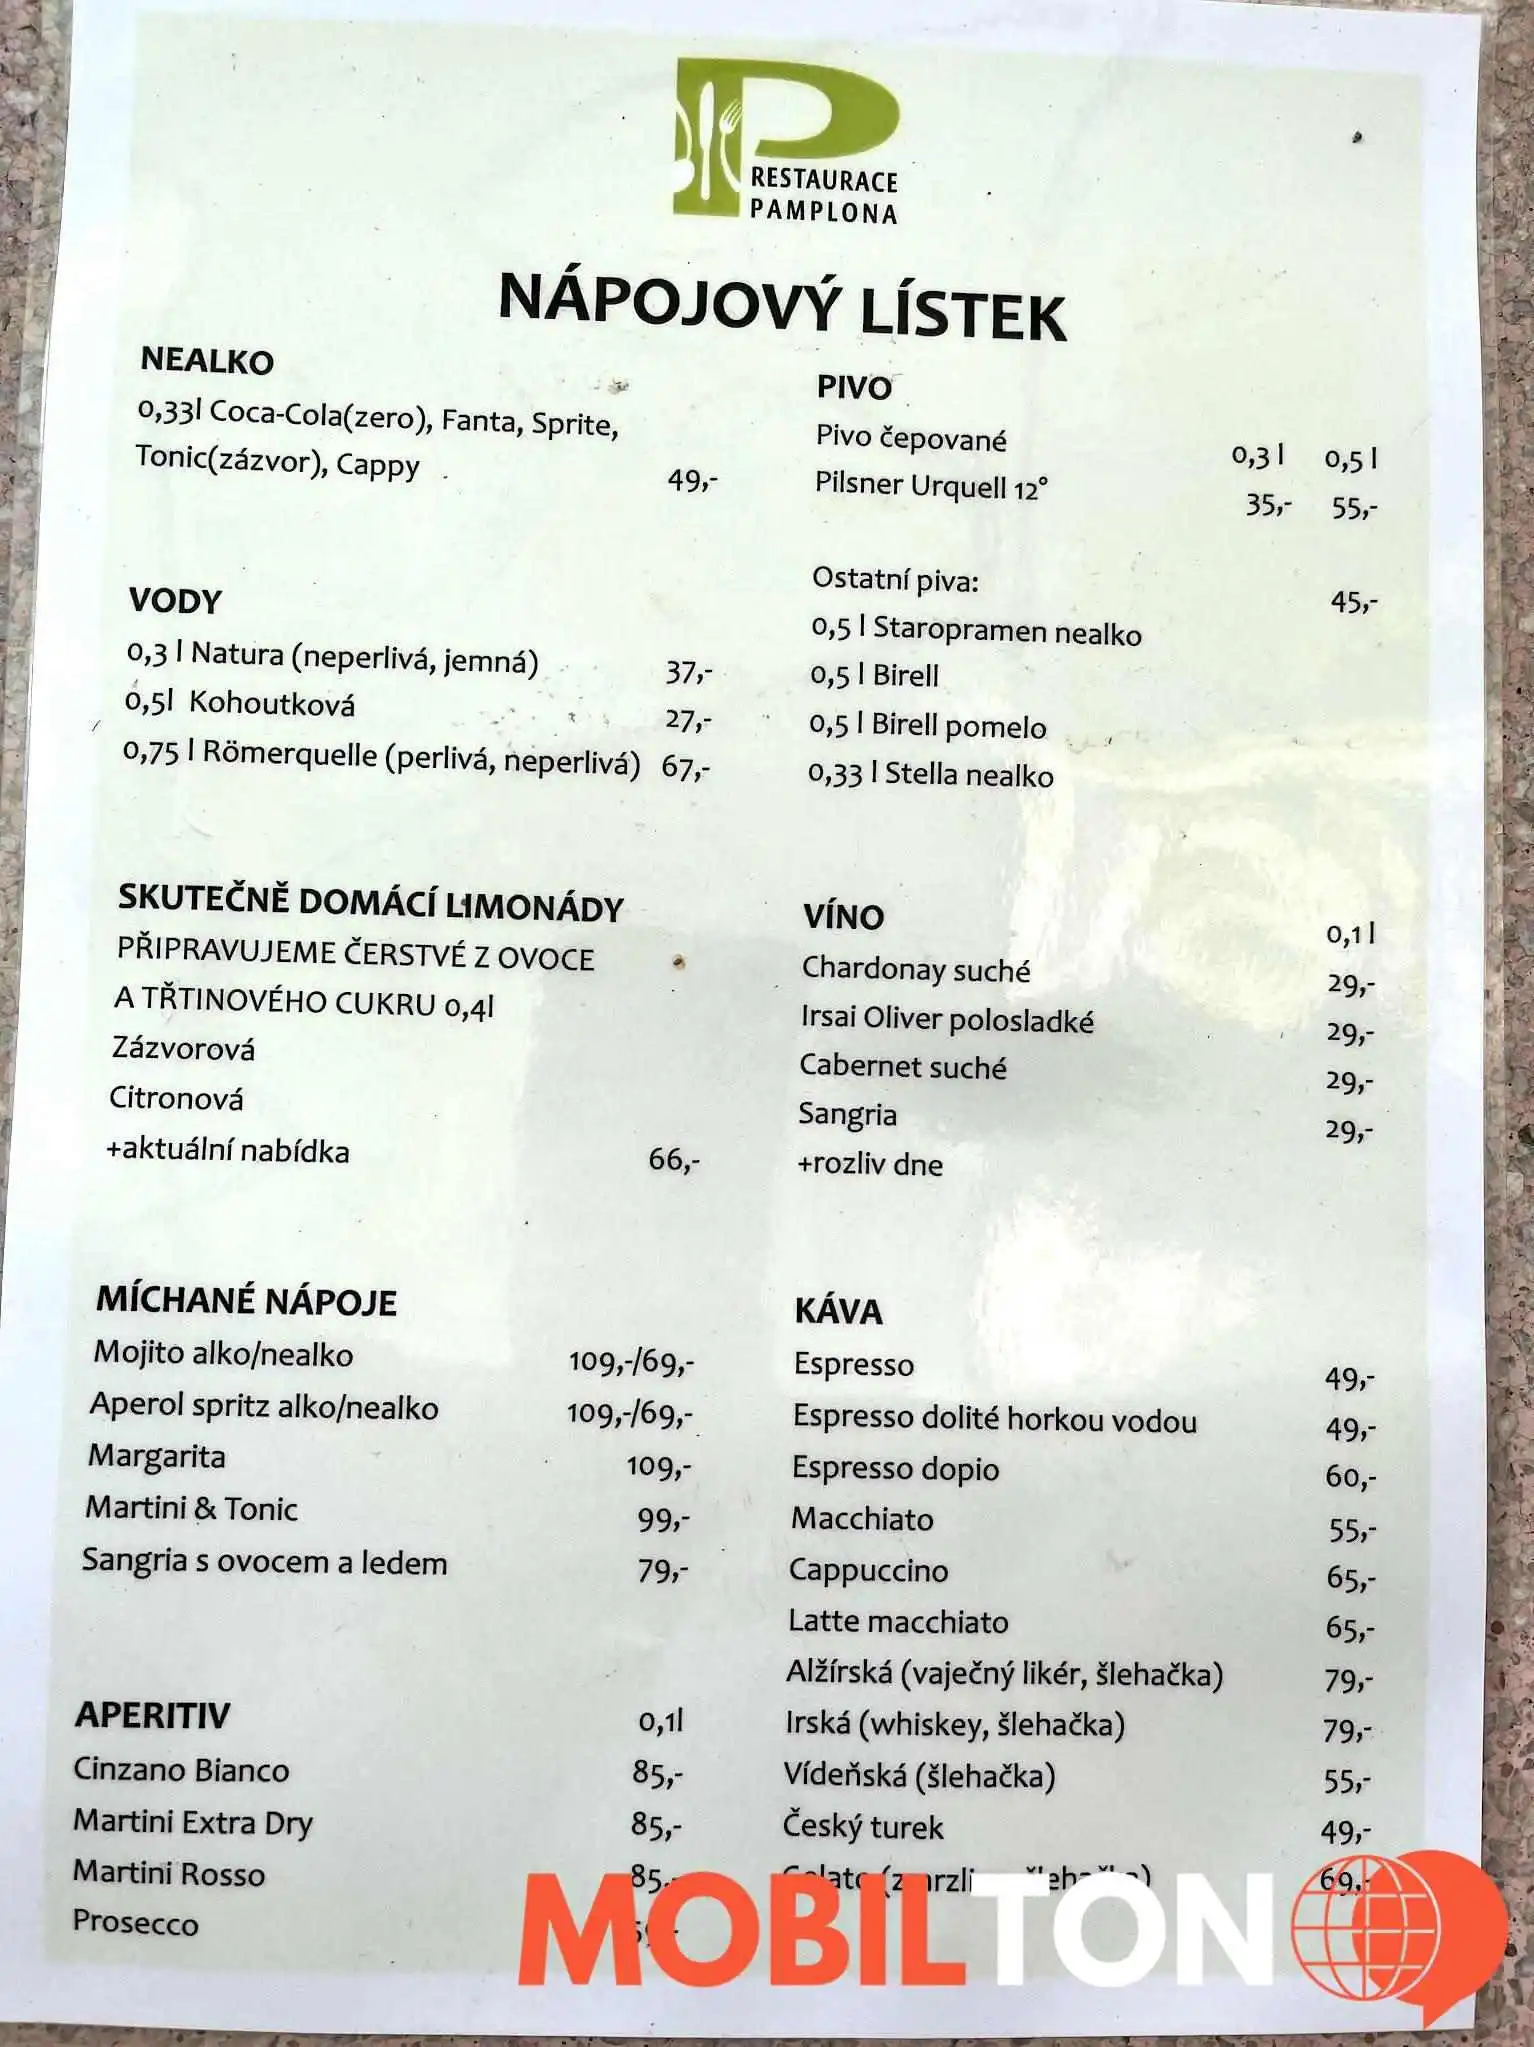 RESTAURACE
PAMPLONA
NÁPOJOVÝ LÍSTEK
NEALKO
0,33l Coca-Cola(zero), Fanta, Sprite,
Tonic(zázvor), Cappy 49,-
VODY
0,3 l Natura (neperlivá, jemná) 37,-
0,5l Kohoutková 27,-
0,75 l Römerquelle (perlivá, neperlivá) 67,-
SKUTEČNĚ DOMÁCÍ LIMONÁDY
PŘIPRAVUJEME ČERSTVÉ Z OVOCE
A TŘTINOVÉHO CUKRU 0,4l
Zázvorová
Citronová
+aktuální nabídka 66,-
MÍCHANÉ NÁPOJE
Mojito alko/nealko 109,-/69,-
Aperol spritz alko/nealko 109,-/69,-
Margarita 109,-
Martini & Tonic 99,-
Sangria s ovocem a ledem 79,-
APERITIV 0,1l
Cinzano Bianco 85,-
Martini Extra Dry 85,-
Martini Rosso 85,-
Prosecco
PIVO
Pivo čepované 0,3 l 0,5 l
Pilsner Urquell 12° 35,- 55,-
Ostatní piva: 45,-
0,5 l Staropramen nealko
0,5 l Birell
0,5 l Birell pomelo
0,33 l Stella nealko
VÍNO 0,1 l
Chardonay suché 29,-
Irsai Oliver polosladké 29,-
Cabernet suché 29,-
Sangria 29,-
+rozliv dne
KÁVA
Espresso 49,-
Espresso dolité horkou vodou 49,-
Espresso dopio 60,-
Macchiato 55,-
Cappuccino 65,-
Latte macchiato 65,-
Alžírská (vaječný likér, šlehačka) 79,-
Irská (whiskey, šlehačka) 79,-
Vídeňská (šlehačka) 55,-
Český turek 49,-
69,-
MOBILTON